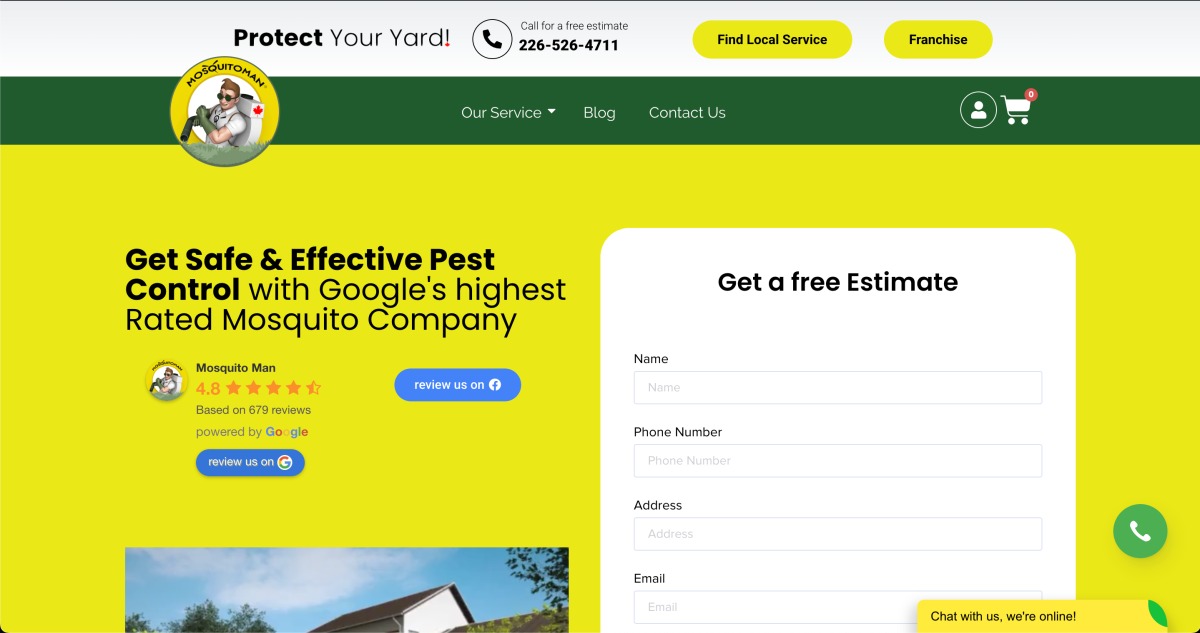 Protect Your Yard!
Call for a free estimate
226-526-4711
Find Local Service
Franchise
MOSQUITOMAN
Our Service
Blog
Contact Us
0
Get Safe & Effective Pest
Control with Google's highest
Rated Mosquito Company
Mosquito Man
4.8
Based on 679 reviews
powered by Google
review us on
review us on
Get a free Estimate
Name
Name
Phone Number
Phone Number
Address
Address
Email
Email
Chat with us, we're online!